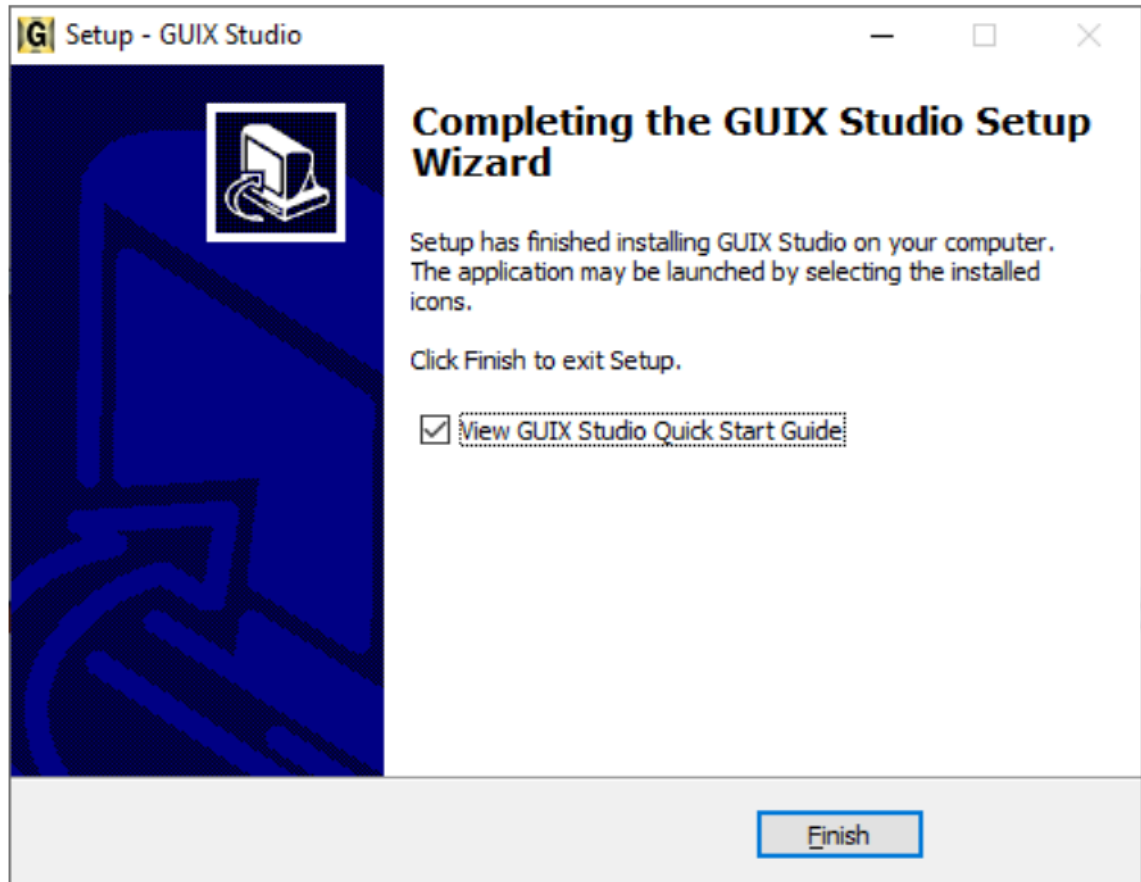 G Setup - GUIX Studio
Completing the GUIX Studio Setup
Wizard
Setup has finished installing GUIX Studio on your computer.
The application may be launched by selecting the installed
icons.
Click Finish to exit Setup.
View GUIX Studio Quick Start Guide
Finish